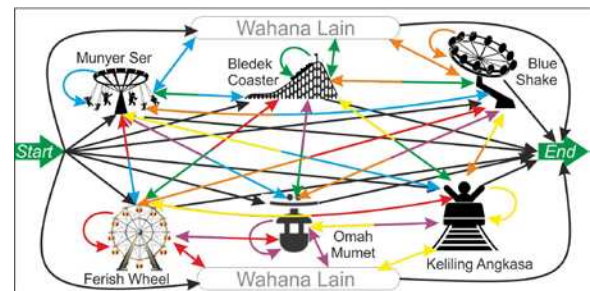 Wahana Lain
Munyer Ser
Bledek
Coaster
Blue
Shake
Start
End
Ferish Wheel
Omah
Mumet
Keliling Angkasa
Wahana Lain